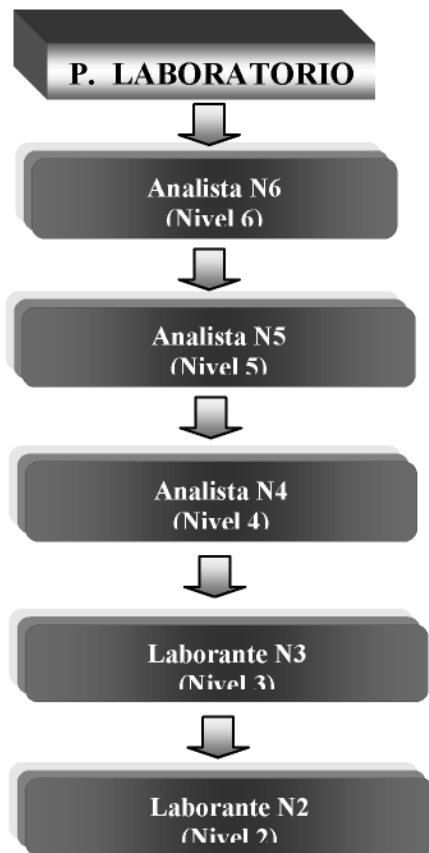 P. LABORATORIO
Analista N6
(Nivel 6)
Analista N5
(Nivel 5)
Analista N4
(Nivel 4)
Laborante N3
(Nivel 3)
Laborante N2
(Nivel 2)